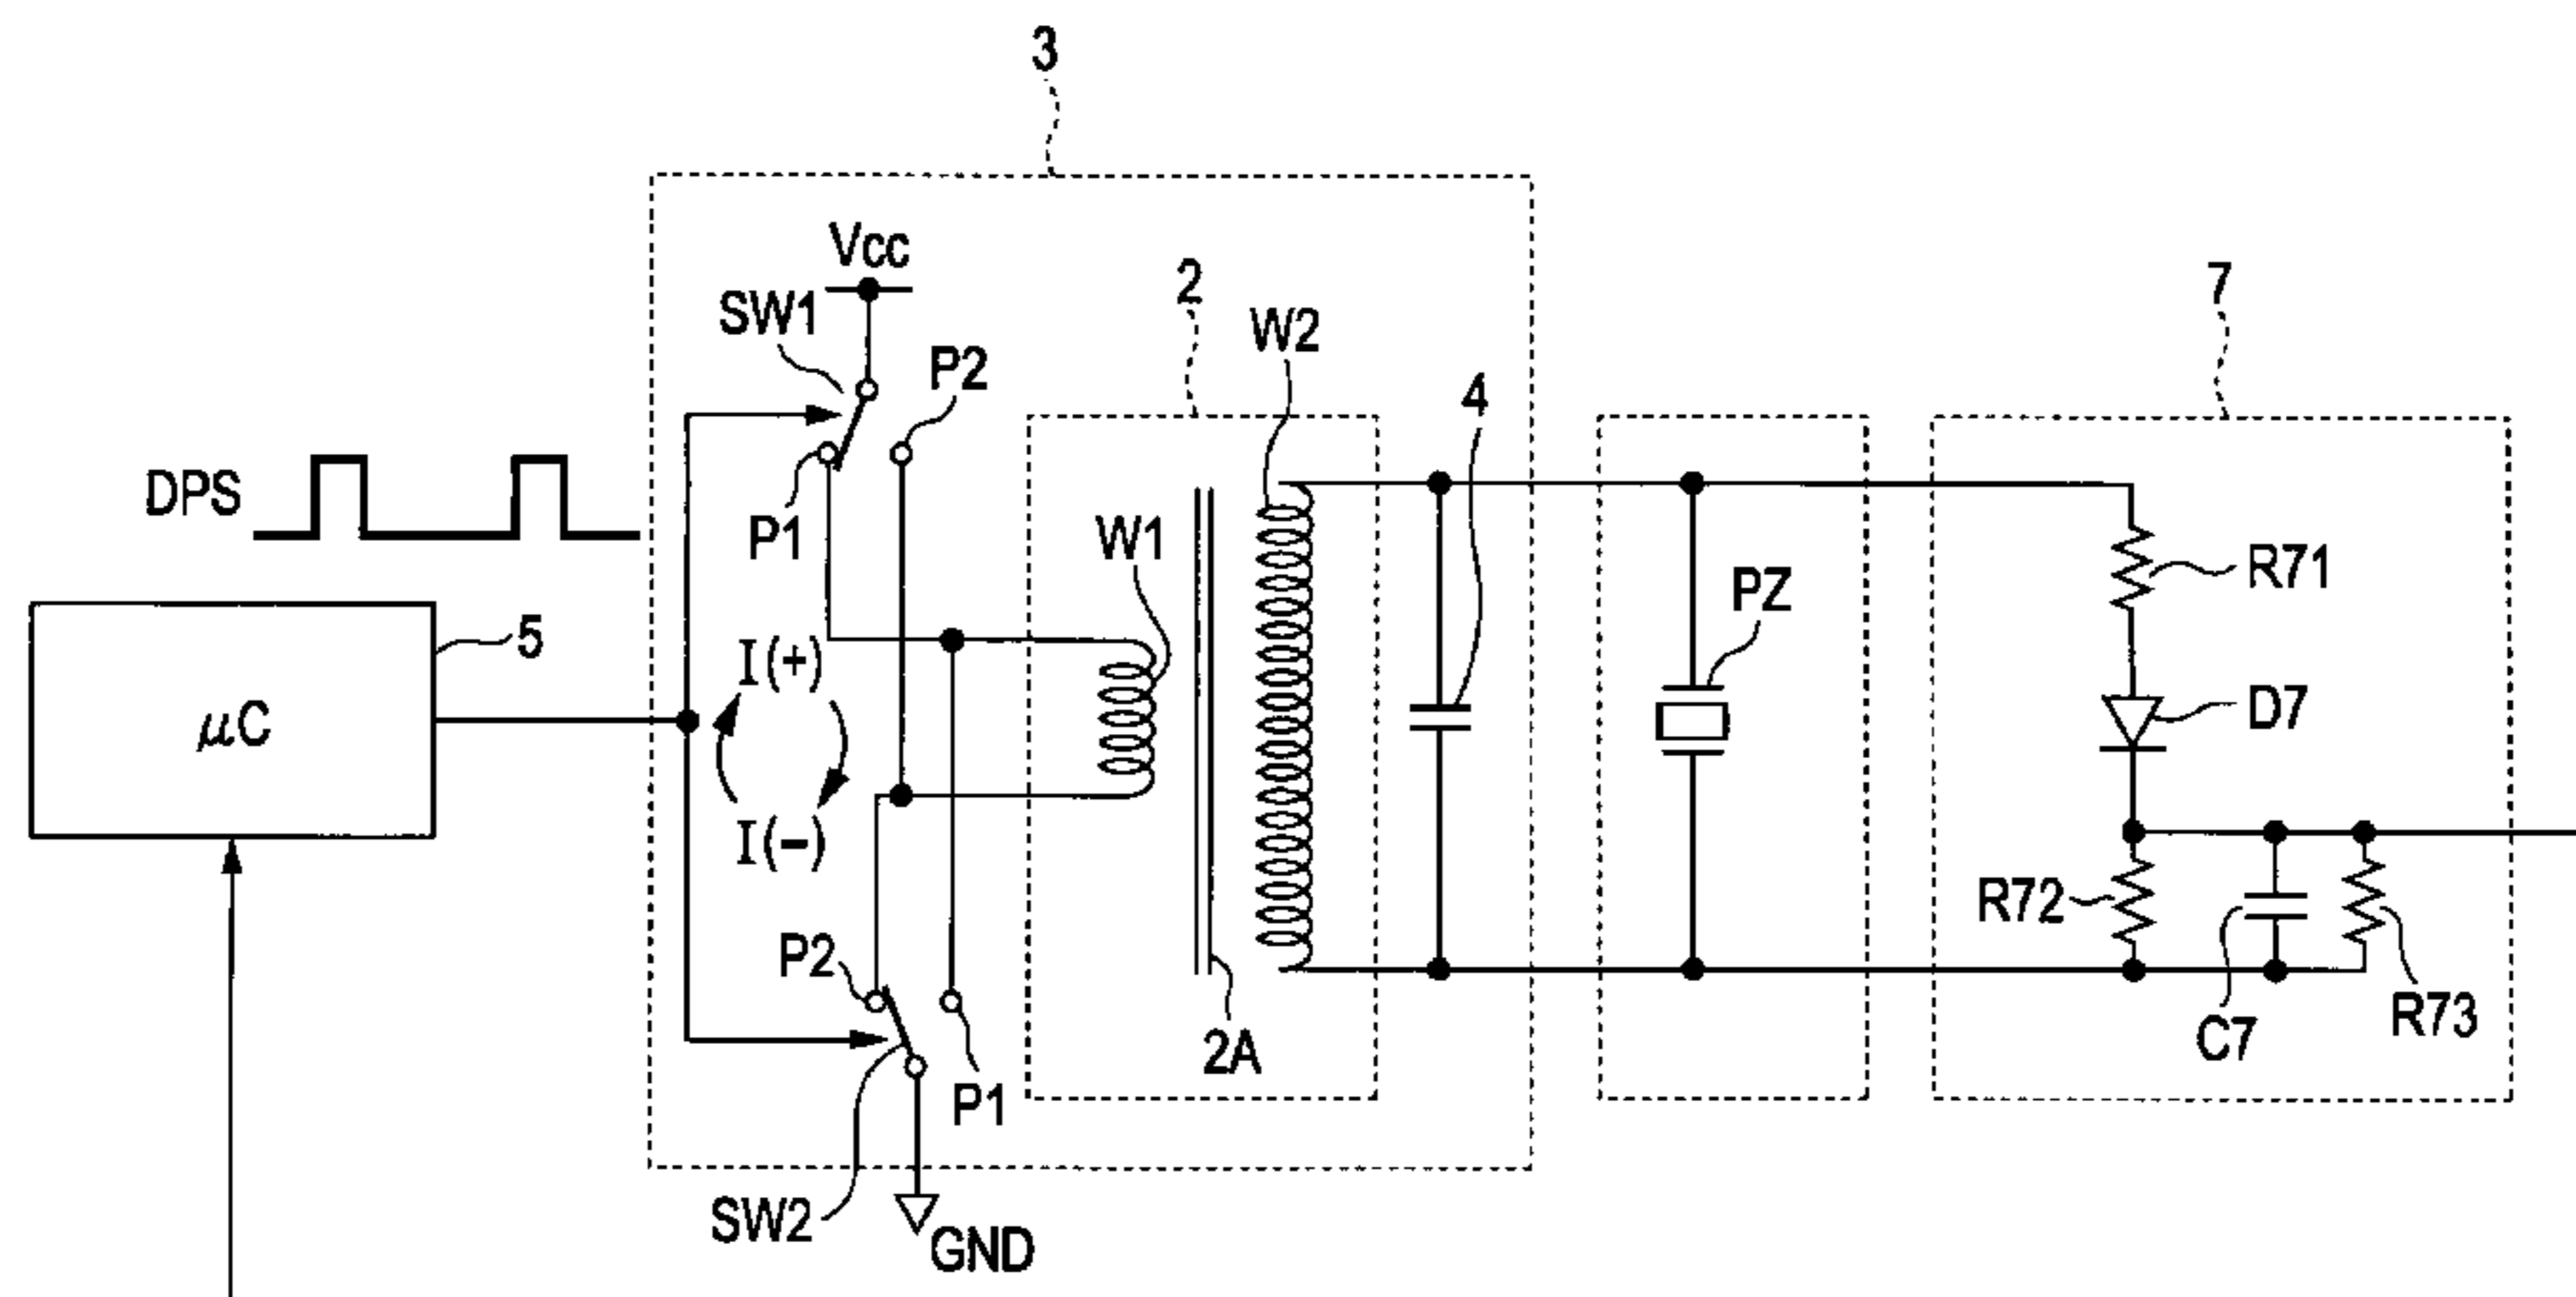 3
Vcc
SW1
P2
2
W2
7
4
DPS
P1
W1
R71
PZ
5
I(+)
μC
D7
I(-)
R72
P2
R73
2A
C7
P1
SW2
GND